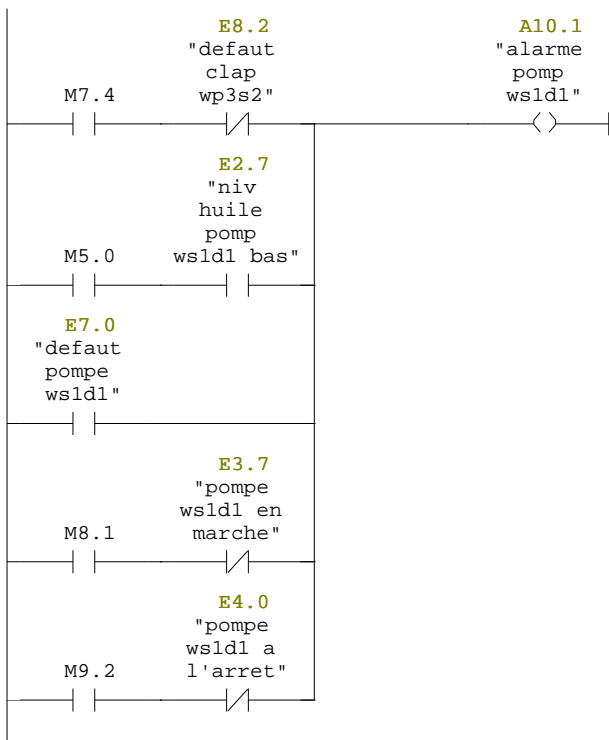 E8.2
"defaut
clap
wp3s2"
M7.4
A10.1
"alarme
pomp
ws1d1"
E2.7
"niv
huile
pomp
ws1d1 bas"
M5.0
E7.0
"defaut
pompe
ws1d1"
E3.7
"pompe
ws1d1 en
marche"
M8.1
E4.0
"pompe
ws1d1 a
l'arret"
M9.2